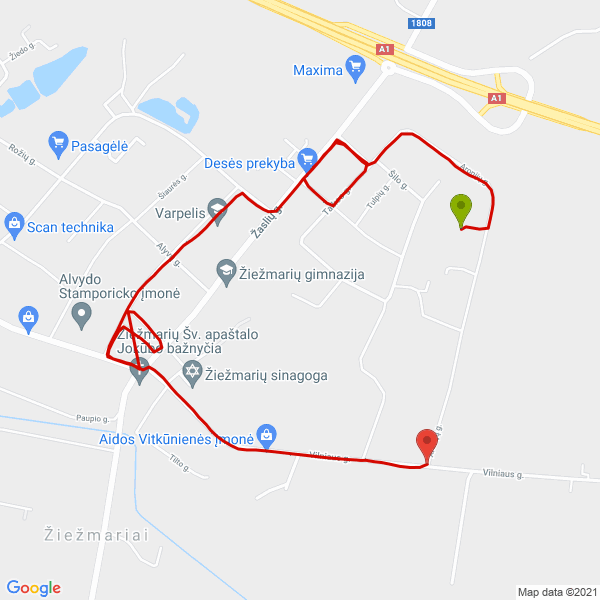 1808
A1
Žiedo g.
Maxima
A1
Pasagėlė
Rožių g.
Desės prekyba
Šilo g.
Šiaurės g.
Tulpių g.
Varpelis
Žaslių g.
Scan technika
Alyvų g.
Žiežmarių gimnazija
Alvydo
Stamporicko įmonė
Žiežmarių Šv. apaštalo
Jokūbo bažnyčia
Žiežmarių sinagoga
Paupio g.
Aidos Vitkūnienės įmonė
Vilniaus g.
Tilto g.
Vilniaus g.
Žiežmariai
Google
Map data ©2021